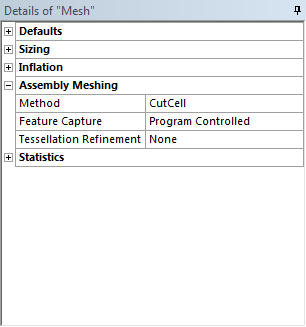 Details of "Mesh"
Defaults
Sizing
Inflation
Assembly Meshing
Method CutCell
Feature Capture Program Controlled
Tessellation Refinement None
Statistics